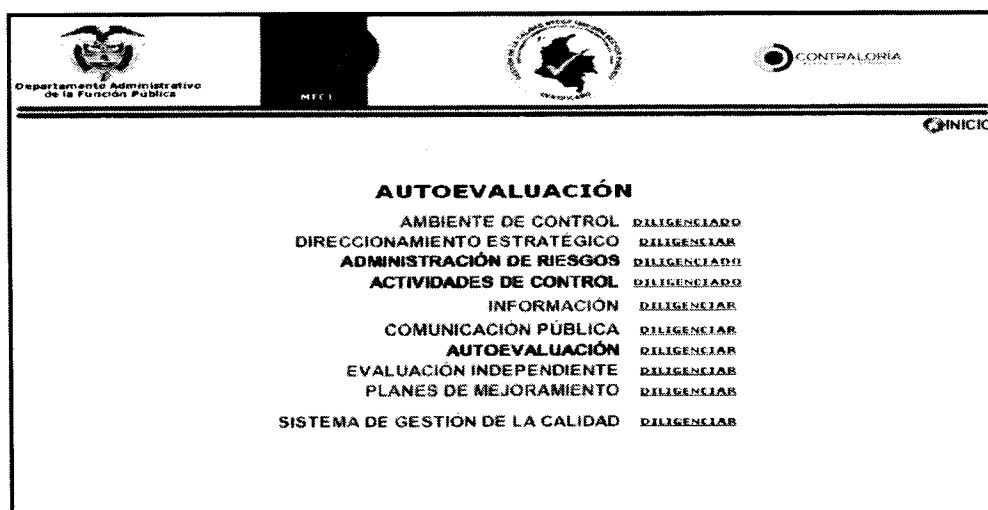 Departamento Administrativo
de la Función Pública
MECI
CERTIFICADO
CONTRALORÍA
INICIO
AUTOEVALUACIÓN
AMBIENTE DE CONTROL DILIGENCIADO
DIRECCIONAMIENTO ESTRATÉGICO DILIGENCIAR
ADMINISTRACIÓN DE RIESGOS DILIGENCIADO
ACTIVIDADES DE CONTROL DILIGENCIADO
INFORMACIÓN DILIGENCIAR
COMUNICACIÓN PÚBLICA DILIGENCIAR
AUTOEVALUACIÓN DILIGENCIAR
EVALUACIÓN INDEPENDIENTE DILIGENCIAR
PLANES DE MEJORAMIENTO DILIGENCIAR
SISTEMA DE GESTIÓN DE LA CALIDAD DILIGENCIAR